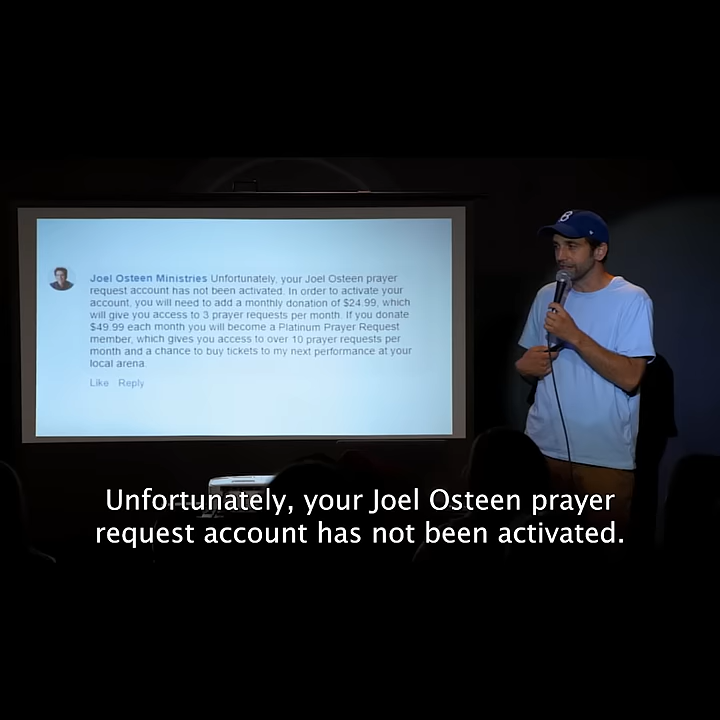 Joel Osteen Ministries Unfortunately, your Joel Osteen prayer
request account has not been activated. In order to activate your
account, you will need to add a monthly donation of $24.99, which
will give you access to 3 prayer requests per month. If you donate
$49.99 each month you will become a Platinum Prayer Request
member, which gives you access to over 10 prayer requests per
month and a chance to buy tickets to my next performance at your
local arena.
Like Reply
B
Unfortunately, your Joel Osteen prayer
request account has not been activated.